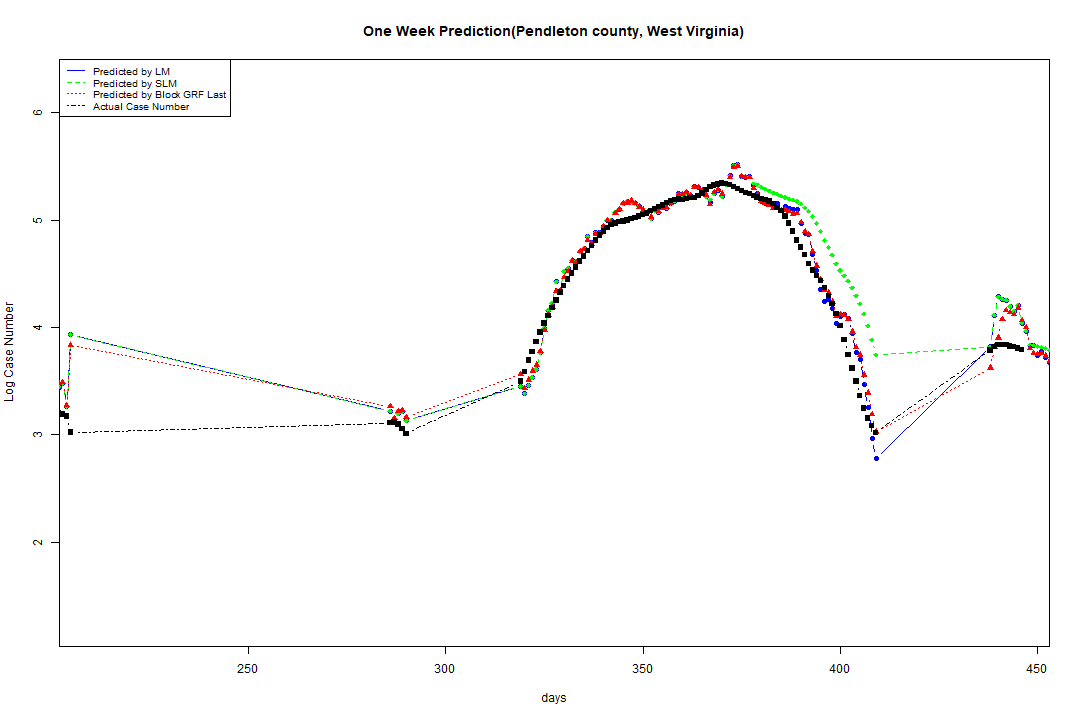 One Week Prediction(Pendleton county, West Virginia)
Predicted by LM
Predicted by SLM
Predicted by Block GRF Last
Actual Case Number
6
5
4
3
2
Log Case Number
250
300
350
400
450
days